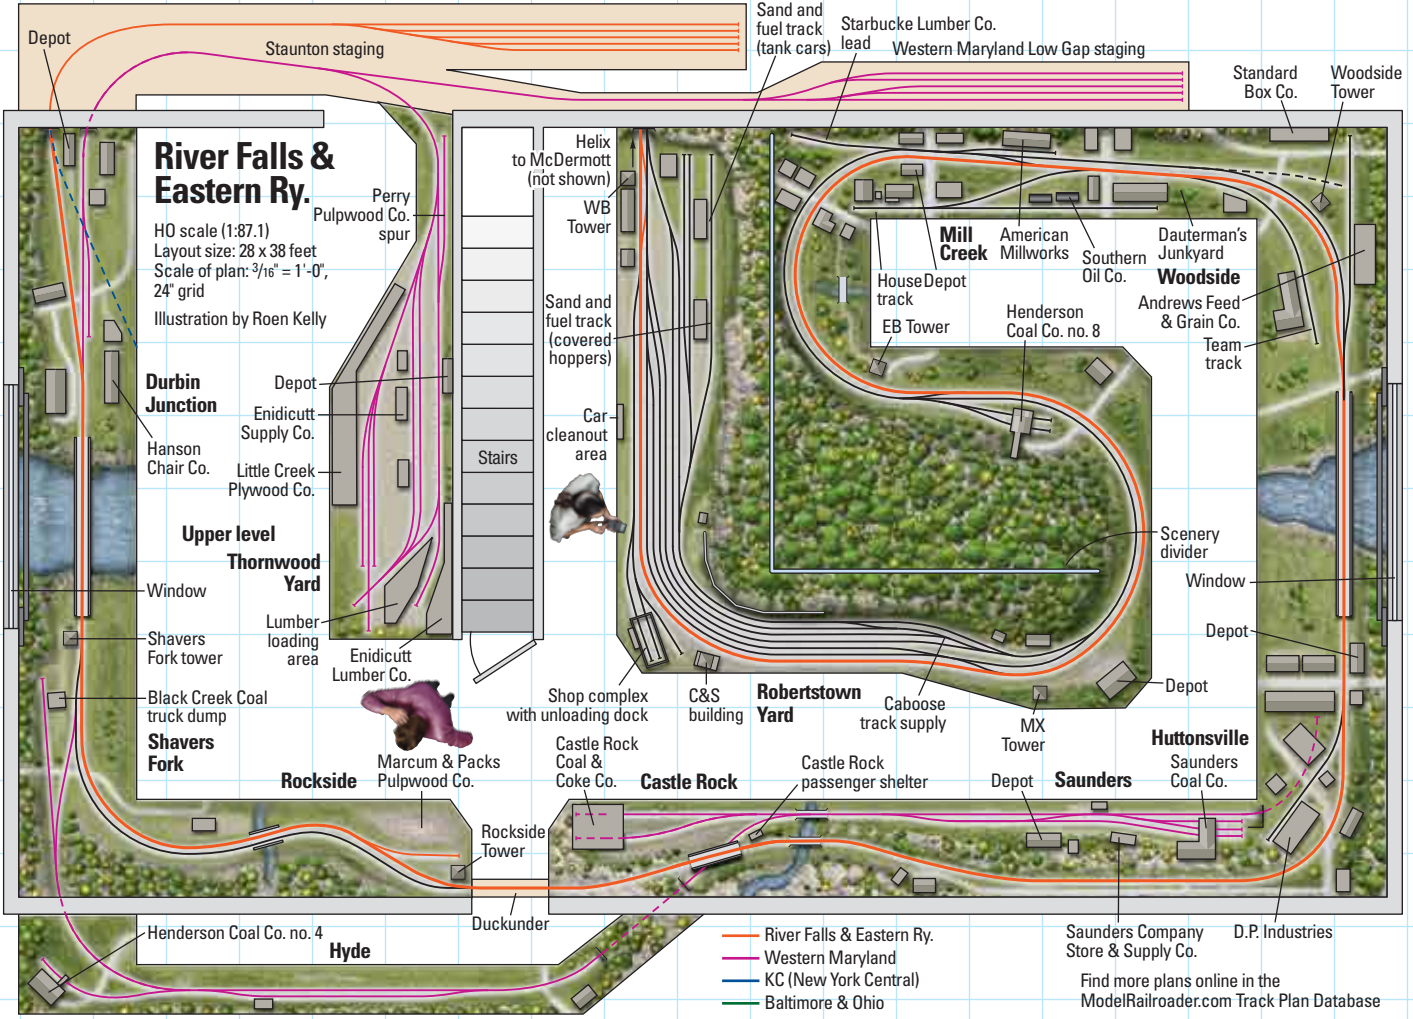 Depot
Staunton staging
Sand and
fuel track
(tank cars)
Starbucke Lumber Co.
lead
Western Maryland Low Gap staging
Standard
Box Co.
Woodside
Tower
River Falls &
Eastern Ry.
HO scale (1:87.1)
Layout size: 28 x 38 feet
Scale of plan: 3/16" = 1'-0",
24" grid
Illustration by Roen Kelly
Perry
Pulpwood Co.
spur
Helix
to McDermott
(not shown)
WB
Tower
Sand and
fuel track
(covered
hoppers)
Car
cleanout
area
Mill
Creek
American
Millworks
Southern
Oil Co.
Dauterman's
Junkyard
Woodside
House
track
Depot
Andrews Feed
& Grain Co.
Team
track
EB Tower
Henderson
Coal Co. no. 8
Durbin
Junction
Hanson
Chair Co.
Depot
Enidicutt
Supply Co.
Little Creek
Plywood Co.
Stairs
Upper level
Thornwood
Yard
Scenery
divider
Window
Window
Lumber
loading
area
Enidicutt
Lumber Co.
Shavers
Fork tower
Black Creek Coal
truck dump
Shavers
Fork
Depot
Shop complex
with unloading dock
C&S
building
Robertstown
Yard
Caboose
track supply
MX
Tower
Depot
Rockside
Marcum & Packs
Pulpwood Co.
Castle Rock
Coal &
Coke Co.
Castle Rock
Castle Rock
passenger shelter
Depot
Saunders
Huttonsville
Saunders
Coal Co.
Rockside
Tower
Duckunder
Henderson Coal Co. no. 4
Hyde
River Falls & Eastern Ry.
Western Maryland
KC (New York Central)
Baltimore & Ohio
Saunders Company
Store & Supply Co.
D.P. Industries
Find more plans online in the
ModelRailroader.com Track Plan Database